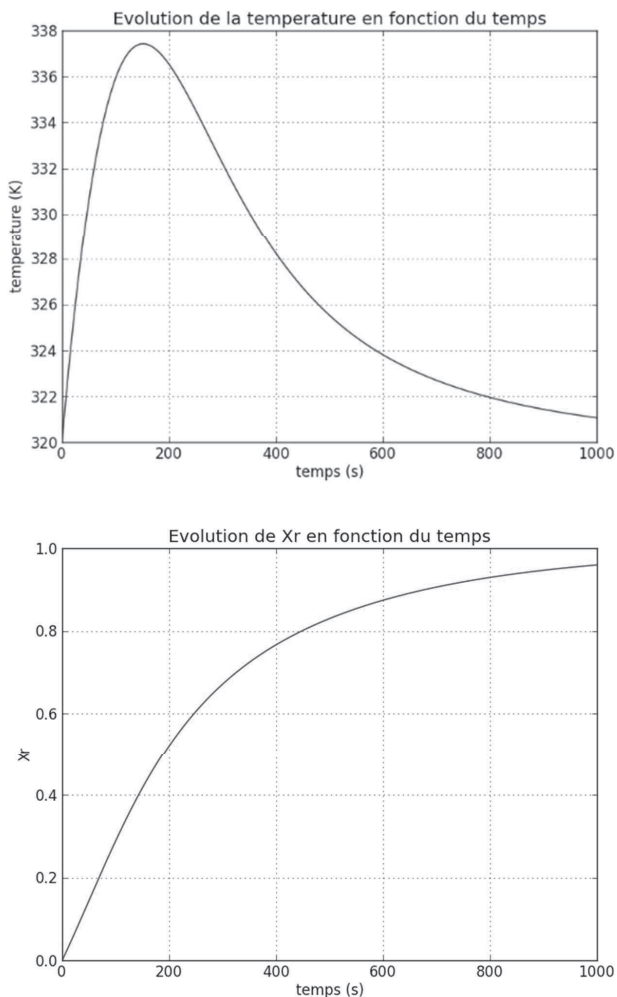 Evolution de la temperature en fonction du temps
338
336
334
332
330
328
326
324
322
320
temperature (K)
0 200 400 600 800 1000
temps (s)
Evolution de Xr en fonction du temps
1.0
0.8
0.6
0.4
0.2
0.0
Xr
0 200 400 600 800 1000
temps (s)